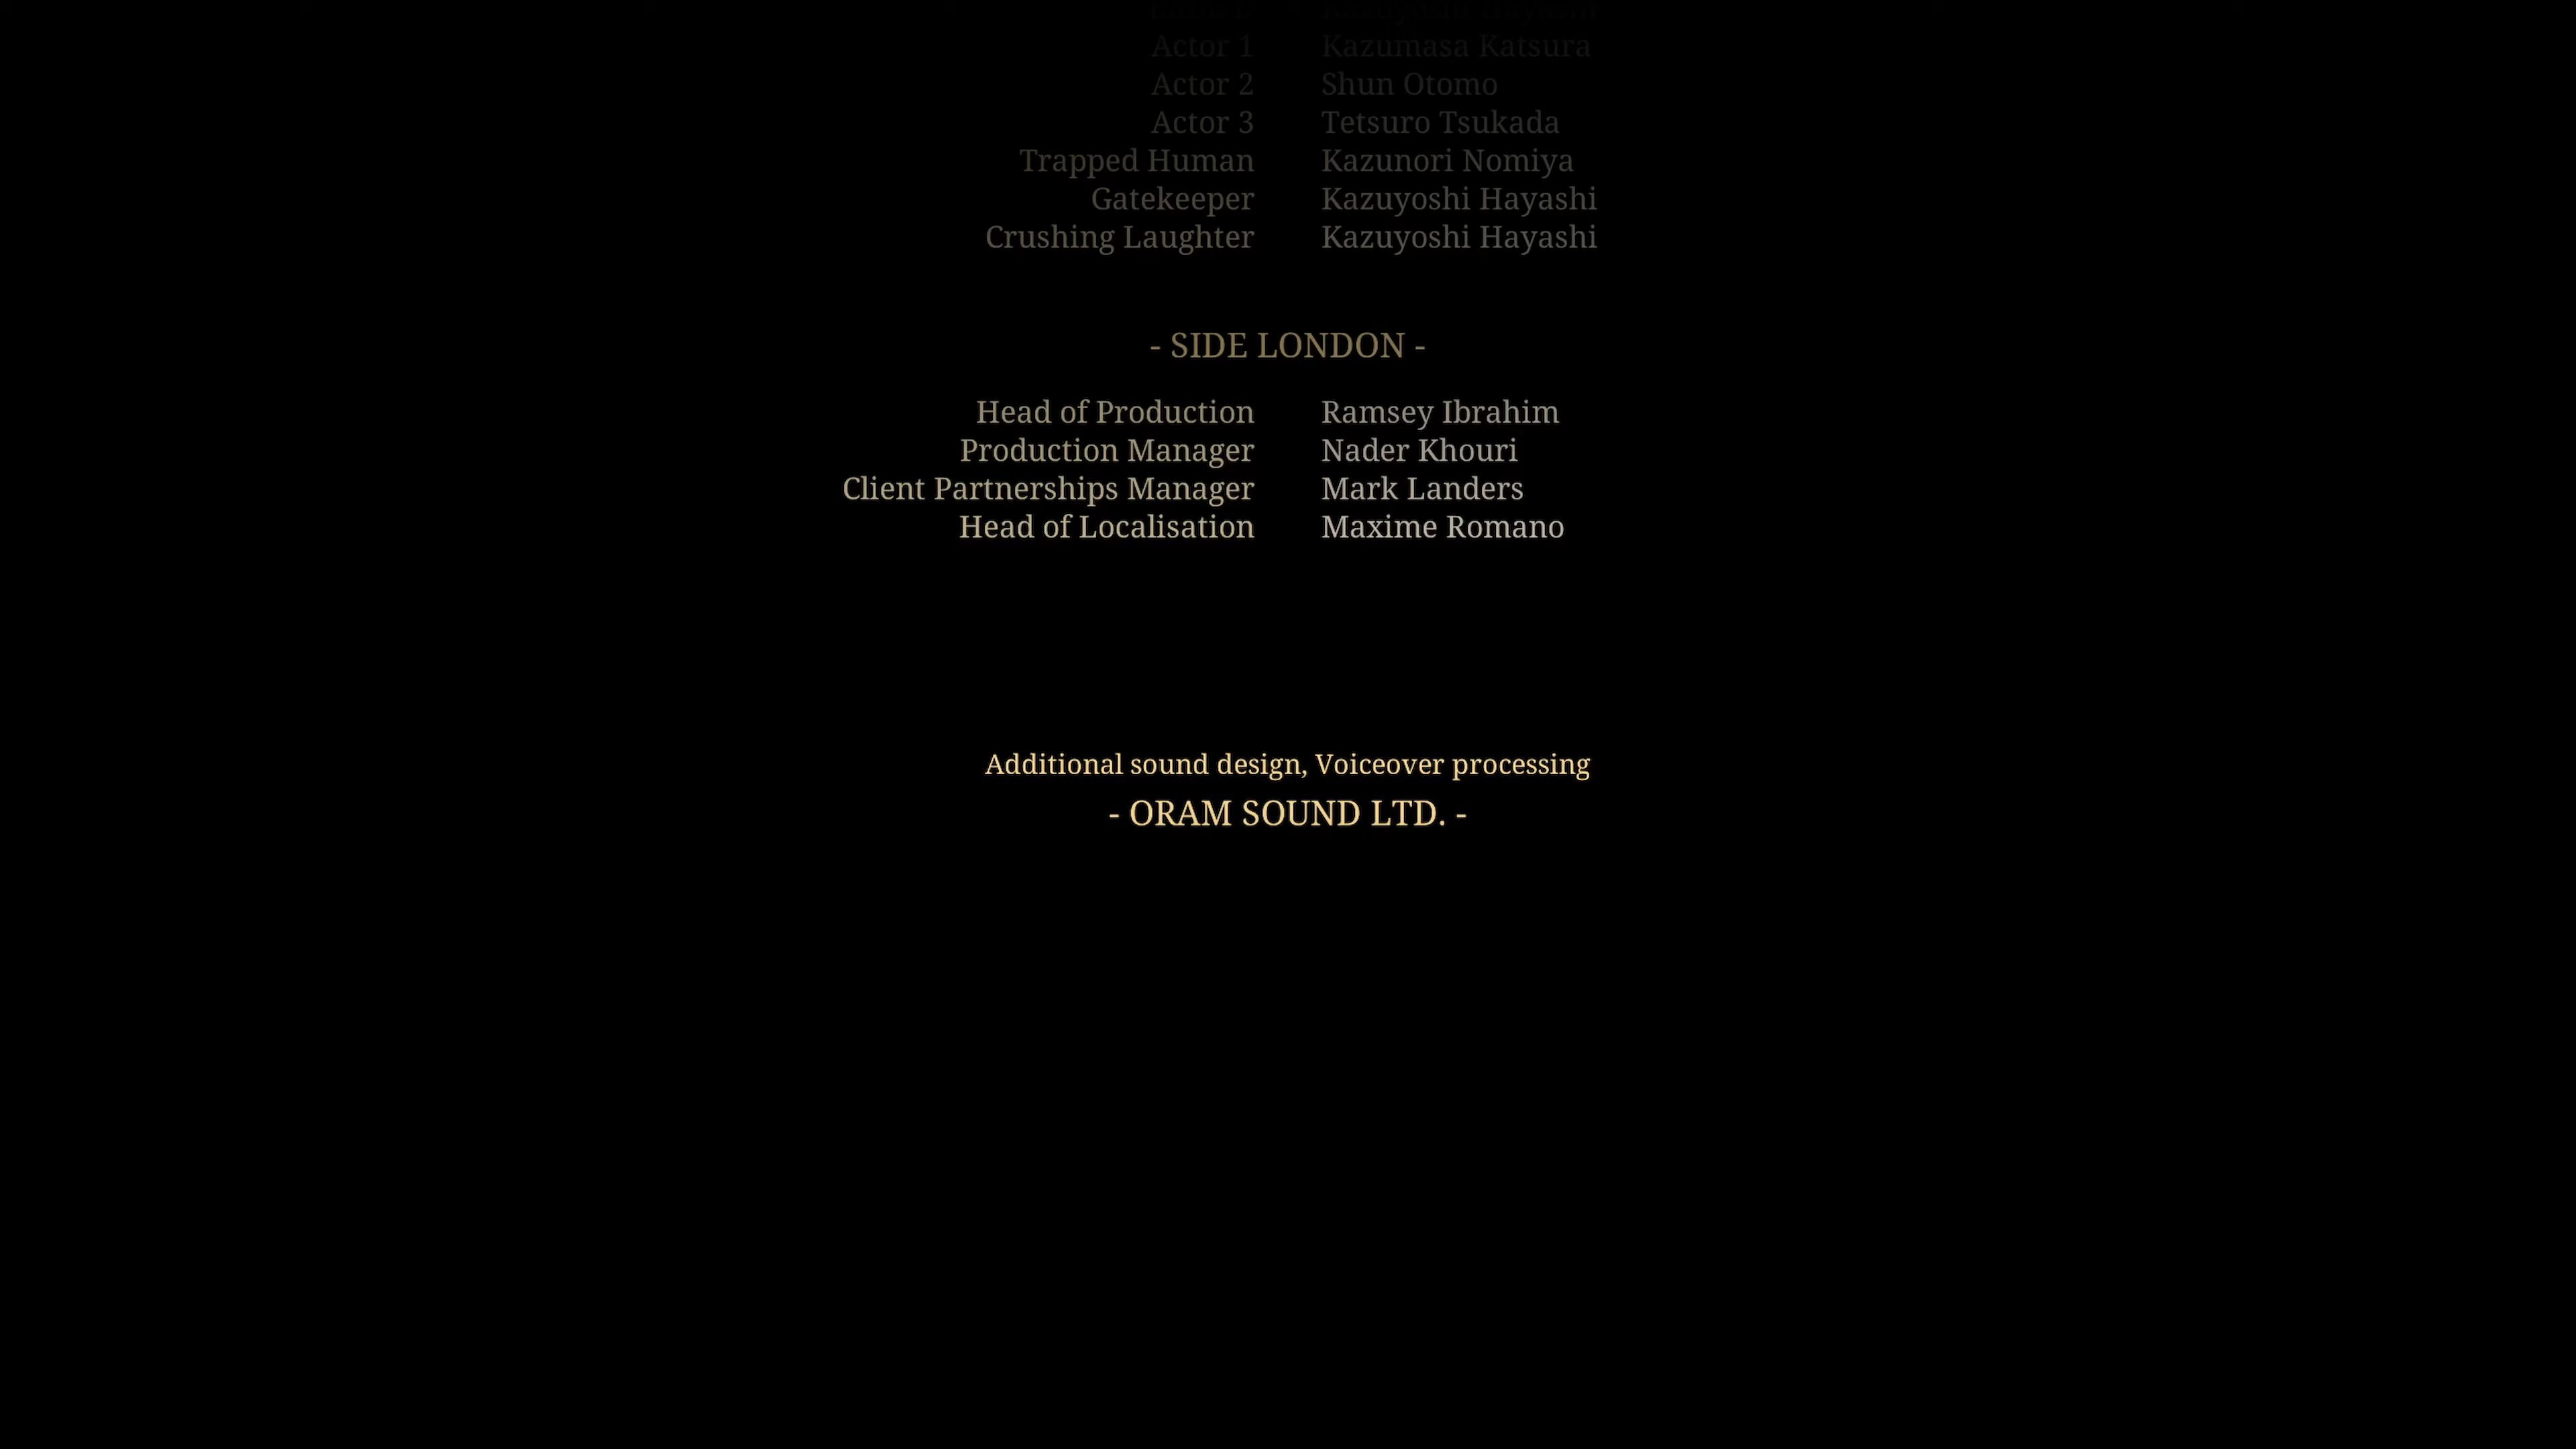 Actor 1 Kazumasa Katsura
Actor 2 Shun Otomo
Actor 3 Tetsuro Tsukada
Trapped Human Kazunori Nomiya
Gatekeeper Kazuyoshi Hayashi
Crushing Laughter Kazuyoshi Hayashi
- SIDE LONDON -
Head of Production Ramsey Ibrahim
Production Manager Nader Khouri
Client Partnerships Manager Mark Landers
Head of Localisation Maxime Romano
Additional sound design, Voiceover processing
- ORAM SOUND LTD. -